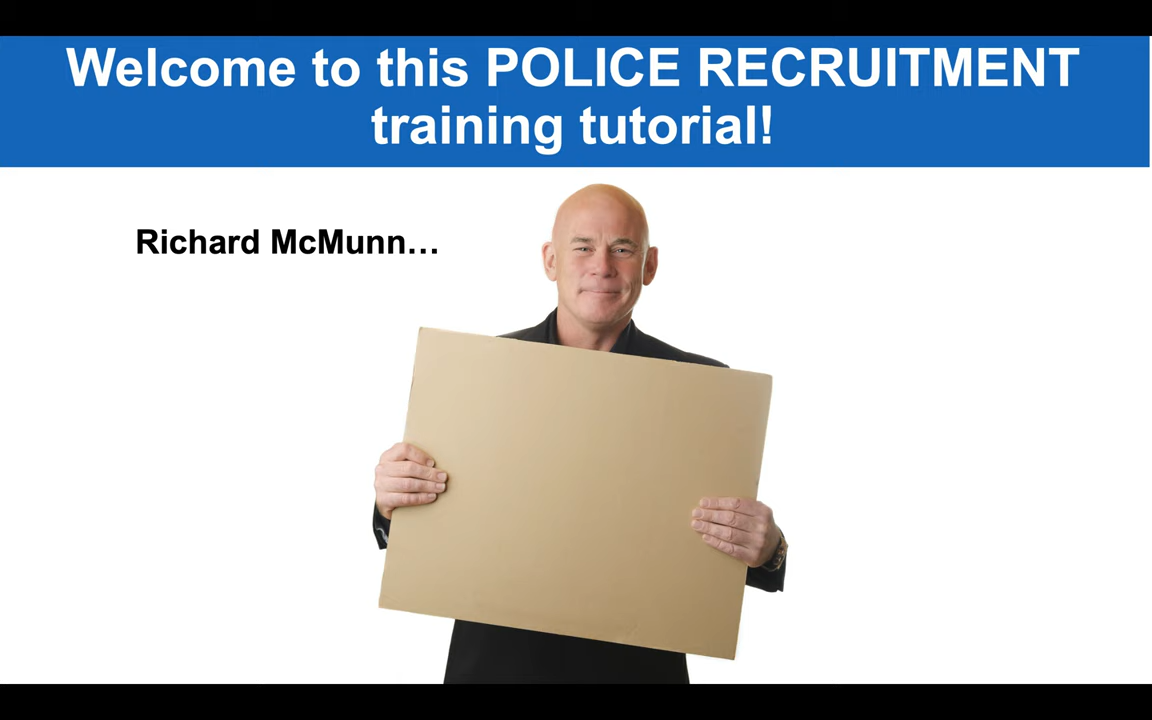 Welcome to this POLICE RECRUITMENT
training tutorial!
Richard McMunn…